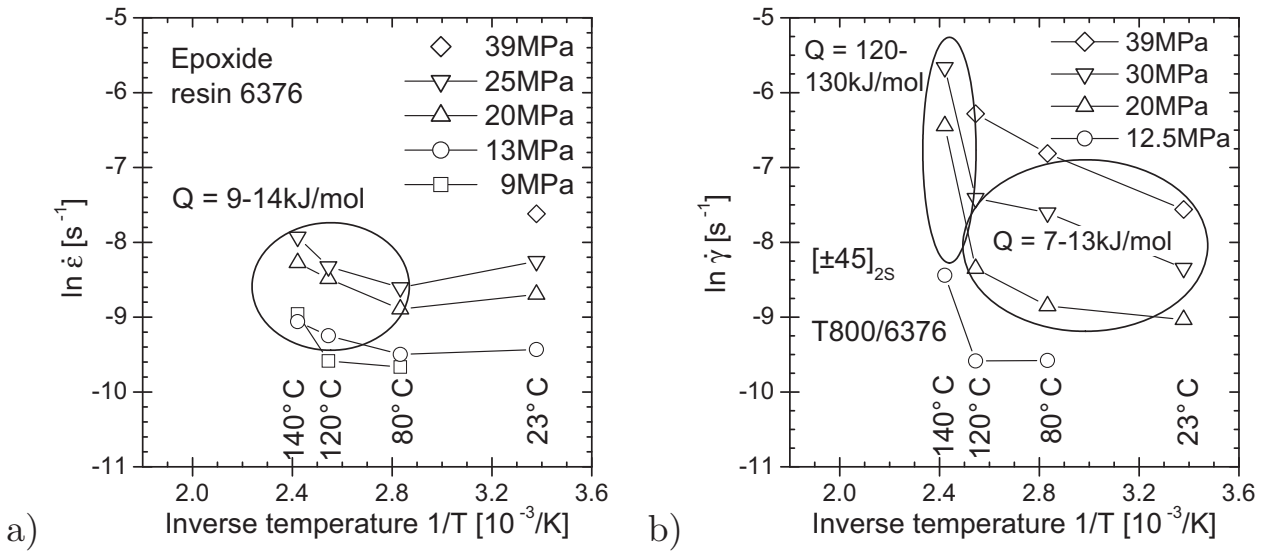 Epoxide
resin 6376
39MPa
25MPa
20MPa
13MPa
9MPa
Q = 9-14kJ/mol
140° C
120° C
80° C
23° C
-5
-6
-7
-8
-9
-10
-11
ln ε̇ [s⁻¹]
2.0 2.4 2.8 3.2 3.6
Inverse temperature 1/T [10⁻³/K]
a)
Q = 120-
130kJ/mol
39MPa
30MPa
20MPa
12.5MPa
Q = 7-13kJ/mol
[±45]₂S
T800/6376
140° C
120° C
80° C
23° C
-5
-6
-7
-8
-9
-10
-11
ln γ̇ [s⁻¹]
2.0 2.4 2.8 3.2 3.6
Inverse temperature 1/T [10⁻³/K]
b)